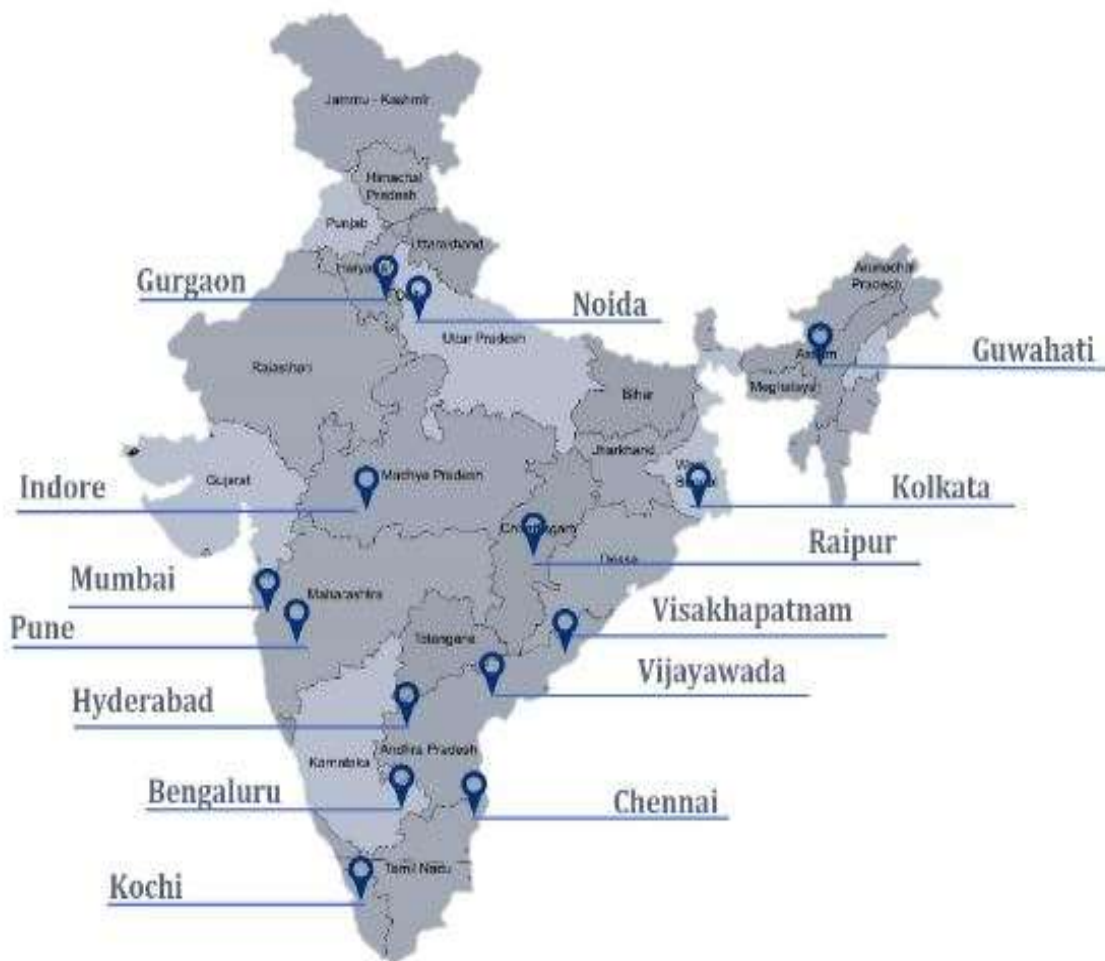 Jammu - Kashmir
Himachal
Pradesh
Punjab
Uttarakhand
Arunachal
Pradesh
Gurgaon
Noida
Uttar Pradesh
Guwahati
Rajasthan
Assam
Meghalaya
Bihar
Jharkhand
Madhya Pradesh
Gujarat
Indore
Kolkata
Raipur
Orissa
Mumbai
Maharashtra
Visakhapatnam
Pune
Telangana
Vijayawada
Hyderabad
Andhra Pradesh
Karnataka
Bengaluru
Chennai
Tamil Nadu
Kochi